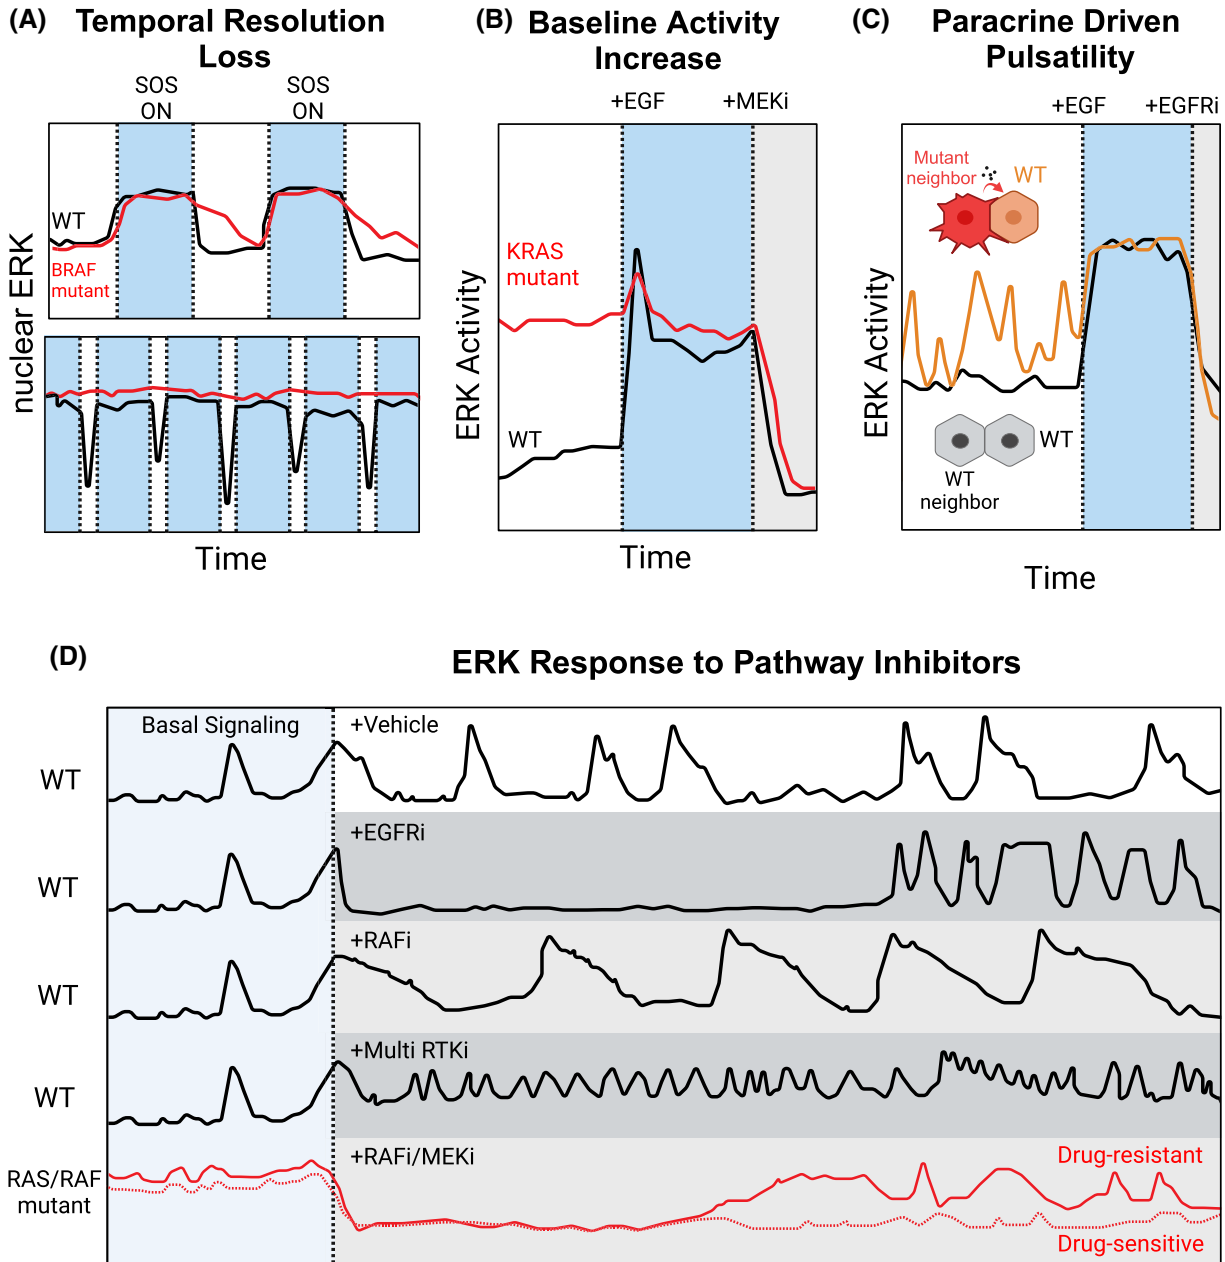 (A)
Temporal Resolution
Loss
SOS
ON
SOS
ON
WT
BRAF
mutant
nuclear ERK
Time
(B)
Baseline Activity
Increase
+EGF
+MEKi
KRAS
mutant
WT
ERK Activity
Time
(C)
Paracrine Driven
Pulsatility
+EGF
+EGFRi
Mutant
neighbor
WT
ERK Activity
WT
WT
neighbor
Time
(D)
ERK Response to Pathway Inhibitors
Basal Signaling
+Vehicle
WT
+EGFRi
WT
+RAFi
WT
+Multi RTKi
WT
+RAFi/MEKi
Drug-resistant
RAS/RAF
mutant
Drug-sensitive